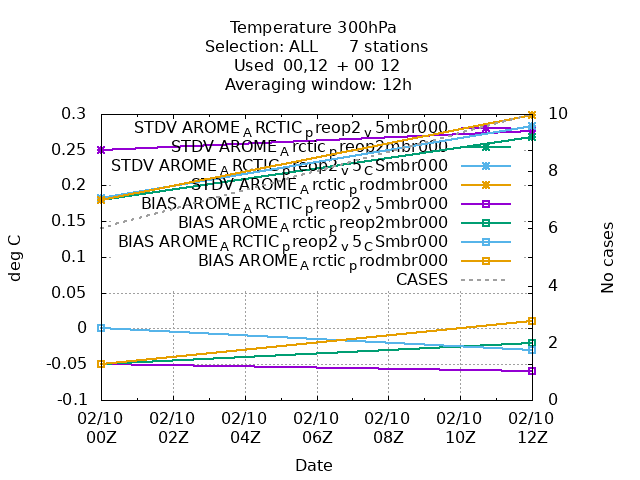 Temperature 300hPa
Selection: ALL 7 stations
Used 00,12 + 00 12
Averaging window: 12h
0.3
0.25
0.2
0.15
0.1
0.05
0
-0.05
-0.1
deg C
10
8
6
4
2
0
No cases
STDV AROME_ARCTIC_preop2_v5mbr000
STDV AROME_Arctic_preop2mbr000
STDV AROME_ARCTIC_preop2_v5_CSmbr000
STDV AROME_Arctic_prodmbr000
BIAS AROME_ARCTIC_preop2_v5mbr000
BIAS AROME_Arctic_preop2mbr000
BIAS AROME_ARCTIC_preop2_v5_CSmbr000
BIAS AROME_Arctic_prodmbr000
CASES
02/10 02/10 02/10 02/10 02/10 02/10 02/10
00Z 02Z 04Z 06Z 08Z 10Z 12Z
Date